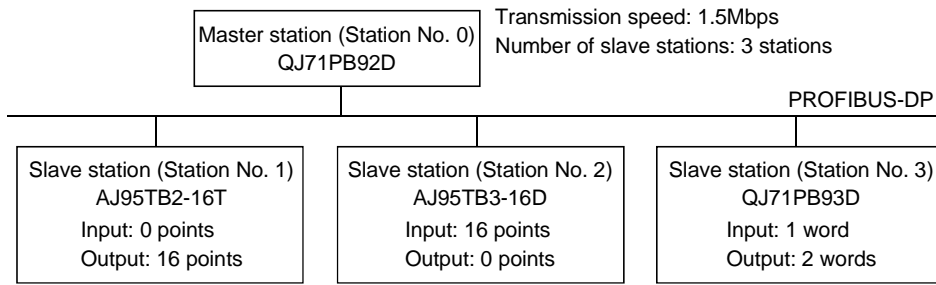 Master station (Station No. 0)
QJ71PB92D
Transmission speed: 1.5Mbps
Number of slave stations: 3 stations
PROFIBUS-DP
Slave station (Station No. 1)
AJ95TB2-16T
Input: 0 points
Output: 16 points
Slave station (Station No. 2)
AJ95TB3-16D
Input: 16 points
Output: 0 points
Slave station (Station No. 3)
QJ71PB93D
Input: 1 word
Output: 2 words